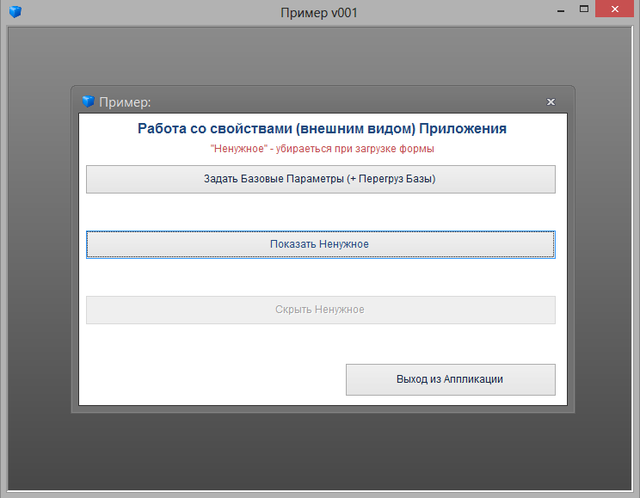 Пример v001
Пример:
Работа со свойствами (внешним видом) Приложения
"Ненужное" - убираеться при загрузке формы
Задать Базовые Параметры (+ Перегруз Базы)
Показать Ненужное
Скрыть Ненужное
Выход из Аппликации